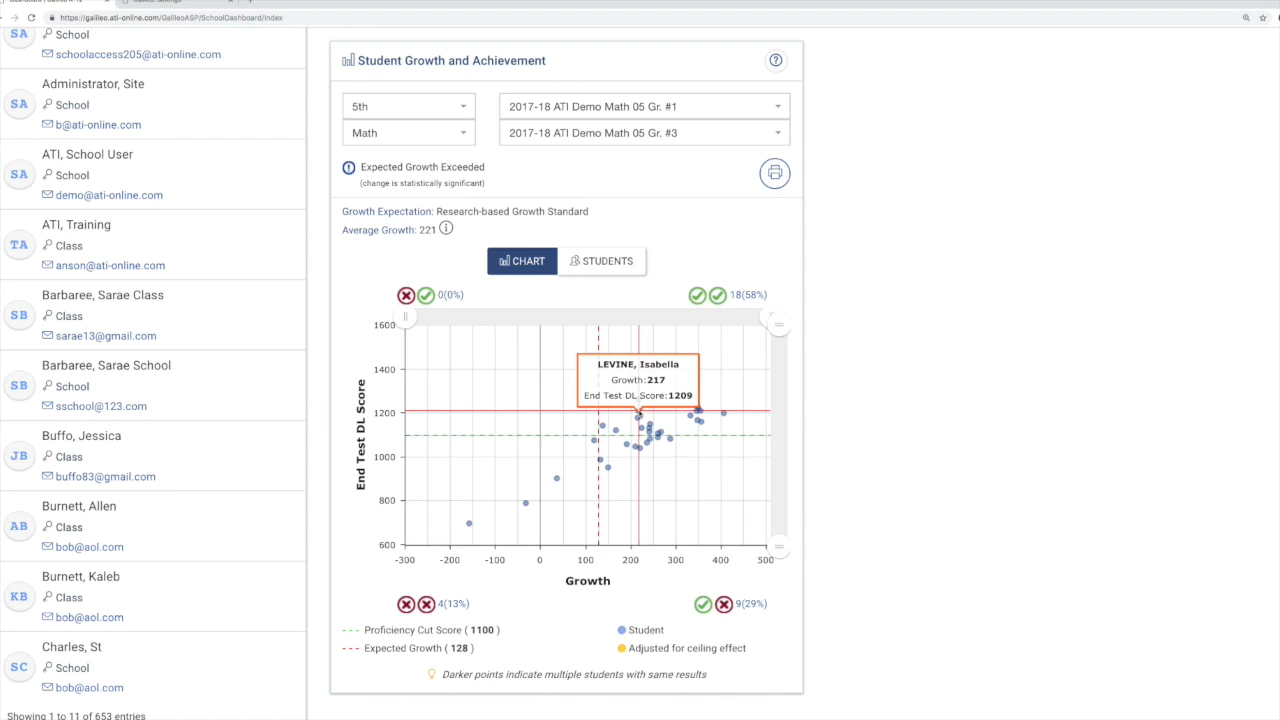 Dashboard | Galileo K-12
Galileo: Settings
https://galileo.ati-online.com/GalileoASP/SchoolDashboard/Index
SA
School
schoolaccess205@ati-online.com
SA
Administrator, Site
School
b@ati-online.com
SA
ATI, School User
School
demo@ati-online.com
TA
ATI, Training
Class
anson@ati-online.com
SB
Barbaree, Sarae Class
Class
sarae13@gmail.com
SB
Barbaree, Sarae School
School
sschool@123.com
JB
Buffo, Jessica
Class
buffo83@gmail.com
AB
Burnett, Allen
Class
bob@aol.com
KB
Burnett, Kaleb
Class
bob@aol.com
SC
Charles, St
School
bob@aol.com
Showing 1 to 11 of 653 entries
Student Growth and Achievement
?
5th
2017-18 ATI Demo Math 05 Gr. #1
Math
2017-18 ATI Demo Math 05 Gr. #3
Expected Growth Exceeded
(change is statistically significant)
Growth Expectation: Research-based Growth Standard
Average Growth: 221
CHART
STUDENTS
0(0%)
18(58%)
1600
1400
1200
1000
800
600
End Test DL Score
LEVINE, Isabella
Growth:217
End Test DL Score:1209
-300 -200 -100 0 100 200 300 400 500
Growth
4(13%)
9(29%)
Proficiency Cut Score ( 1100 )
Student
Expected Growth ( 128 )
Adjusted for ceiling effect
Darker points indicate multiple students with same results